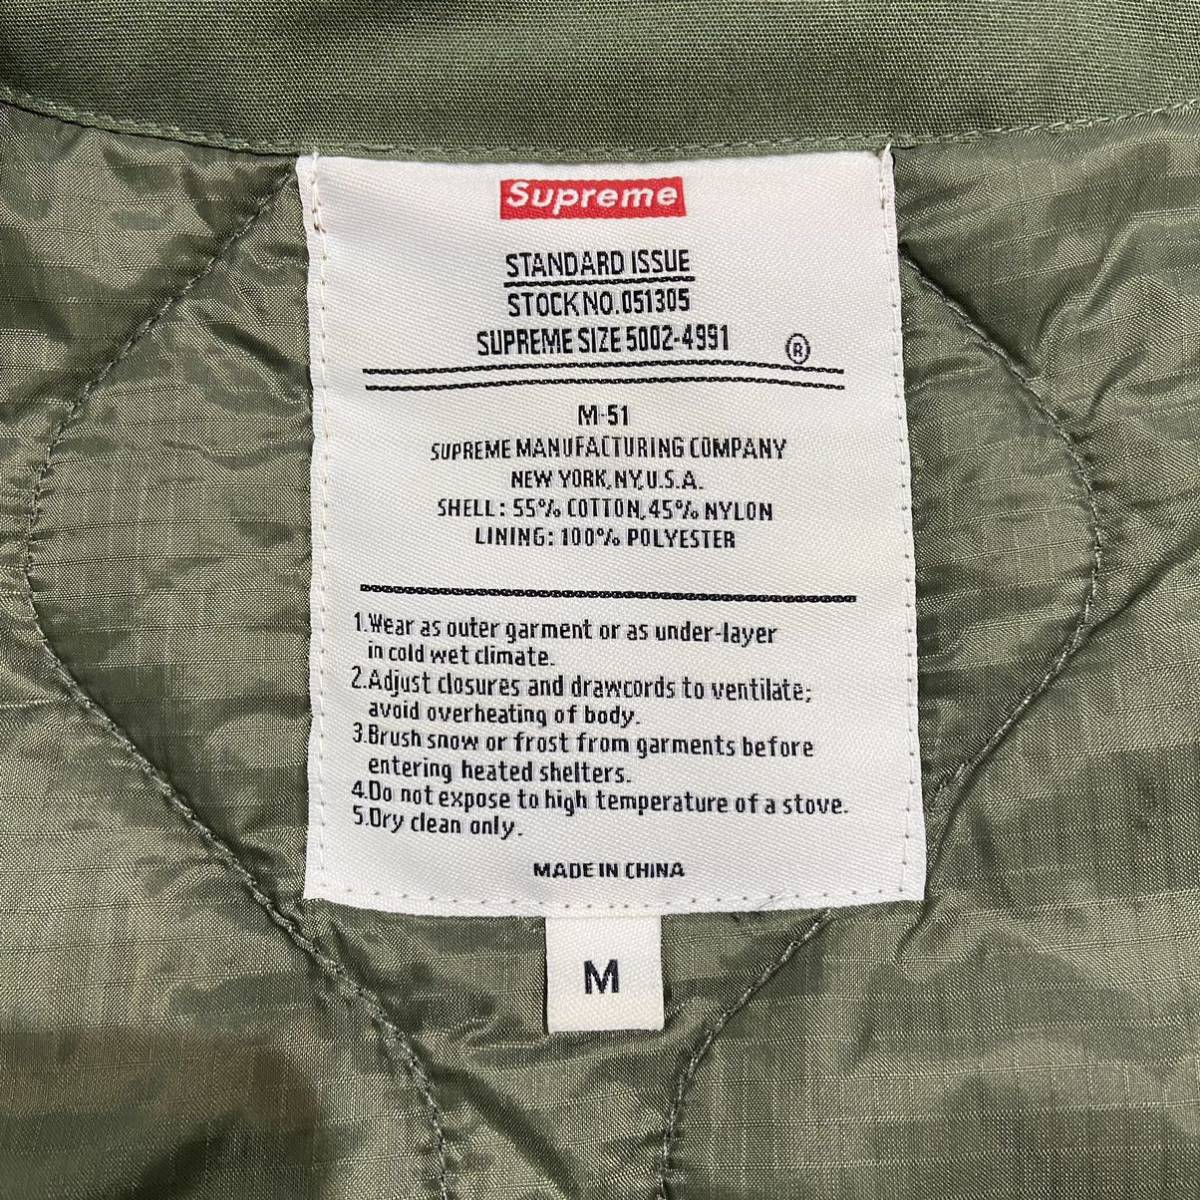 Supreme
STANDARD ISSUE
STOCK NO. 051305
SUPREME SIZE 5002-4991
®
M-51
SUPREME MANUFACTURING COMPANY
NEW YORK, NY, U.S.A.
SHELL: 55% COTTON, 45% NYLON
LINING: 100% POLYESTER
1.Wear as outer garment or as under-layer
in cold wet climate.
2.Adjust closures and drawcords to ventilate;
avoid overheating of body.
3.Brush snow or frost from garments before
entering heated shelters.
4.Do not expose to high temperature of a stove.
5.Dry clean only.
MADE IN CHINA
M